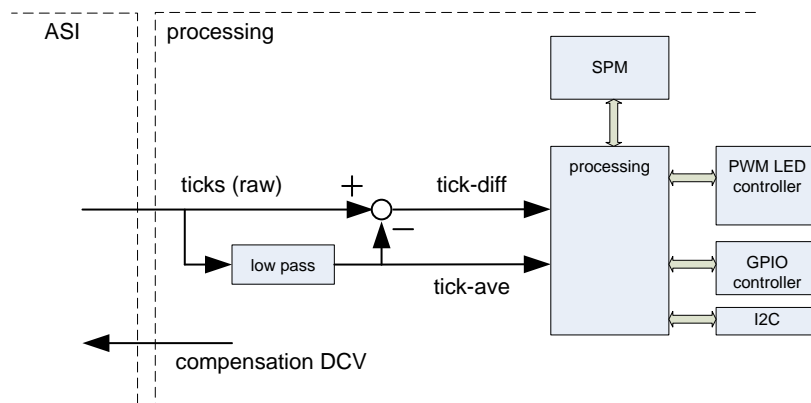 ASI
processing
SPM
ticks (raw)
+
tick-diff
processing
PWM LED
controller
−
low pass
tick-ave
GPIO
controller
I2C
compensation DCV